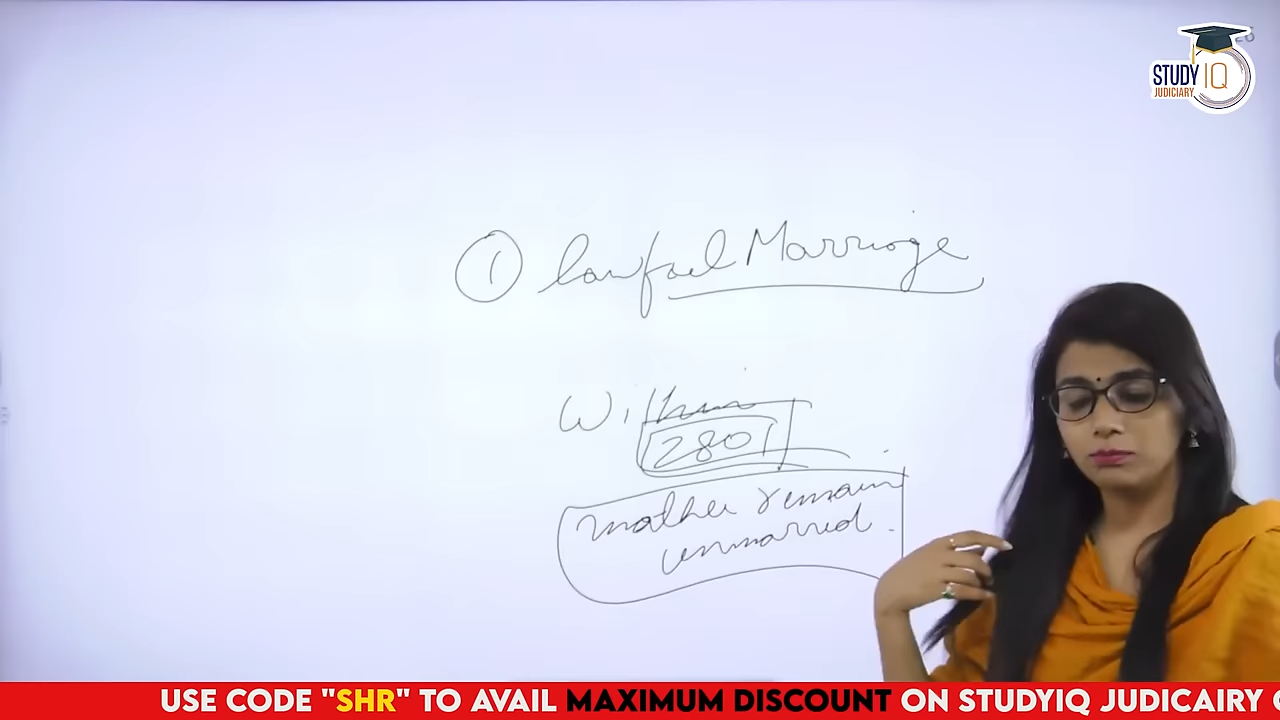 STUDY IQ
JUDICIARY
① Lawful Marriage
Within
280
mother remain
unmarried.
USE CODE "SHR" TO AVAIL MAXIMUM DISCOUNT ON STUDYIQ JUDICAIRY